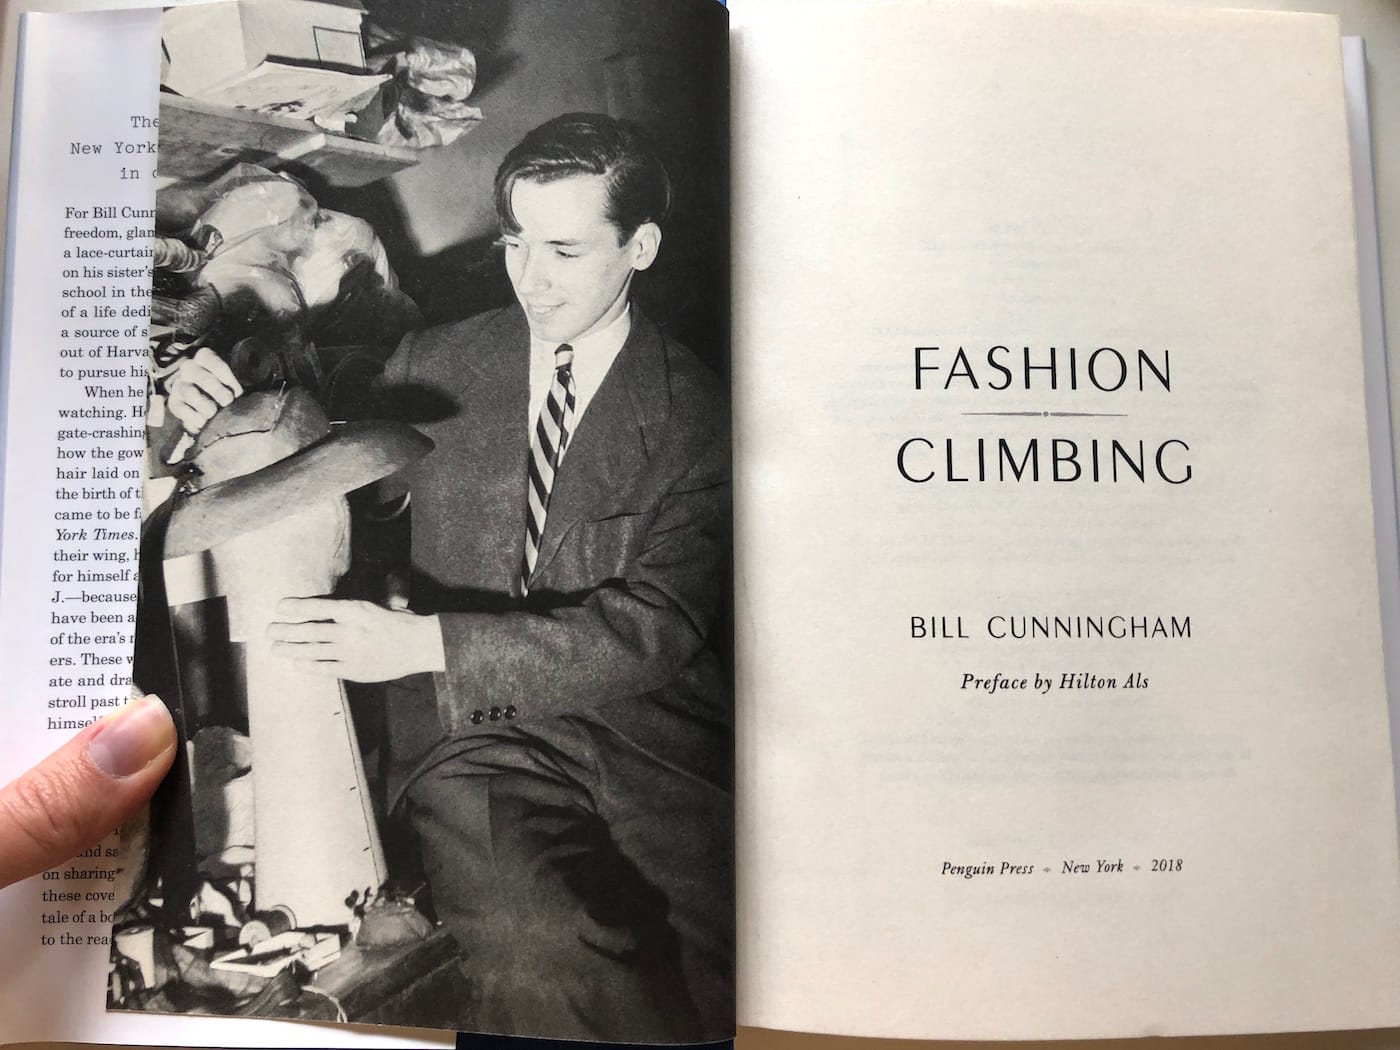 The
New York
in
For Bill Cunn
freedom, glam
a lace-curtain
on his sister's
school in the
of a life dedi
a source of s
out of Harva
to pursue his
When he
watching. He
gate-crashing
how the gow
hair laid on
the birth of t
came to be fa
York Times.
their wing, h
for himself a
J.—because
have been a
of the era's
ers. These w
ate and dra
stroll past t
himself
and sa
on sharing
these cove
tale of a bo
to the rea
FASHION
CLIMBING
BILL CUNNINGHAM
Preface by Hilton Als
Penguin Press New York 2018